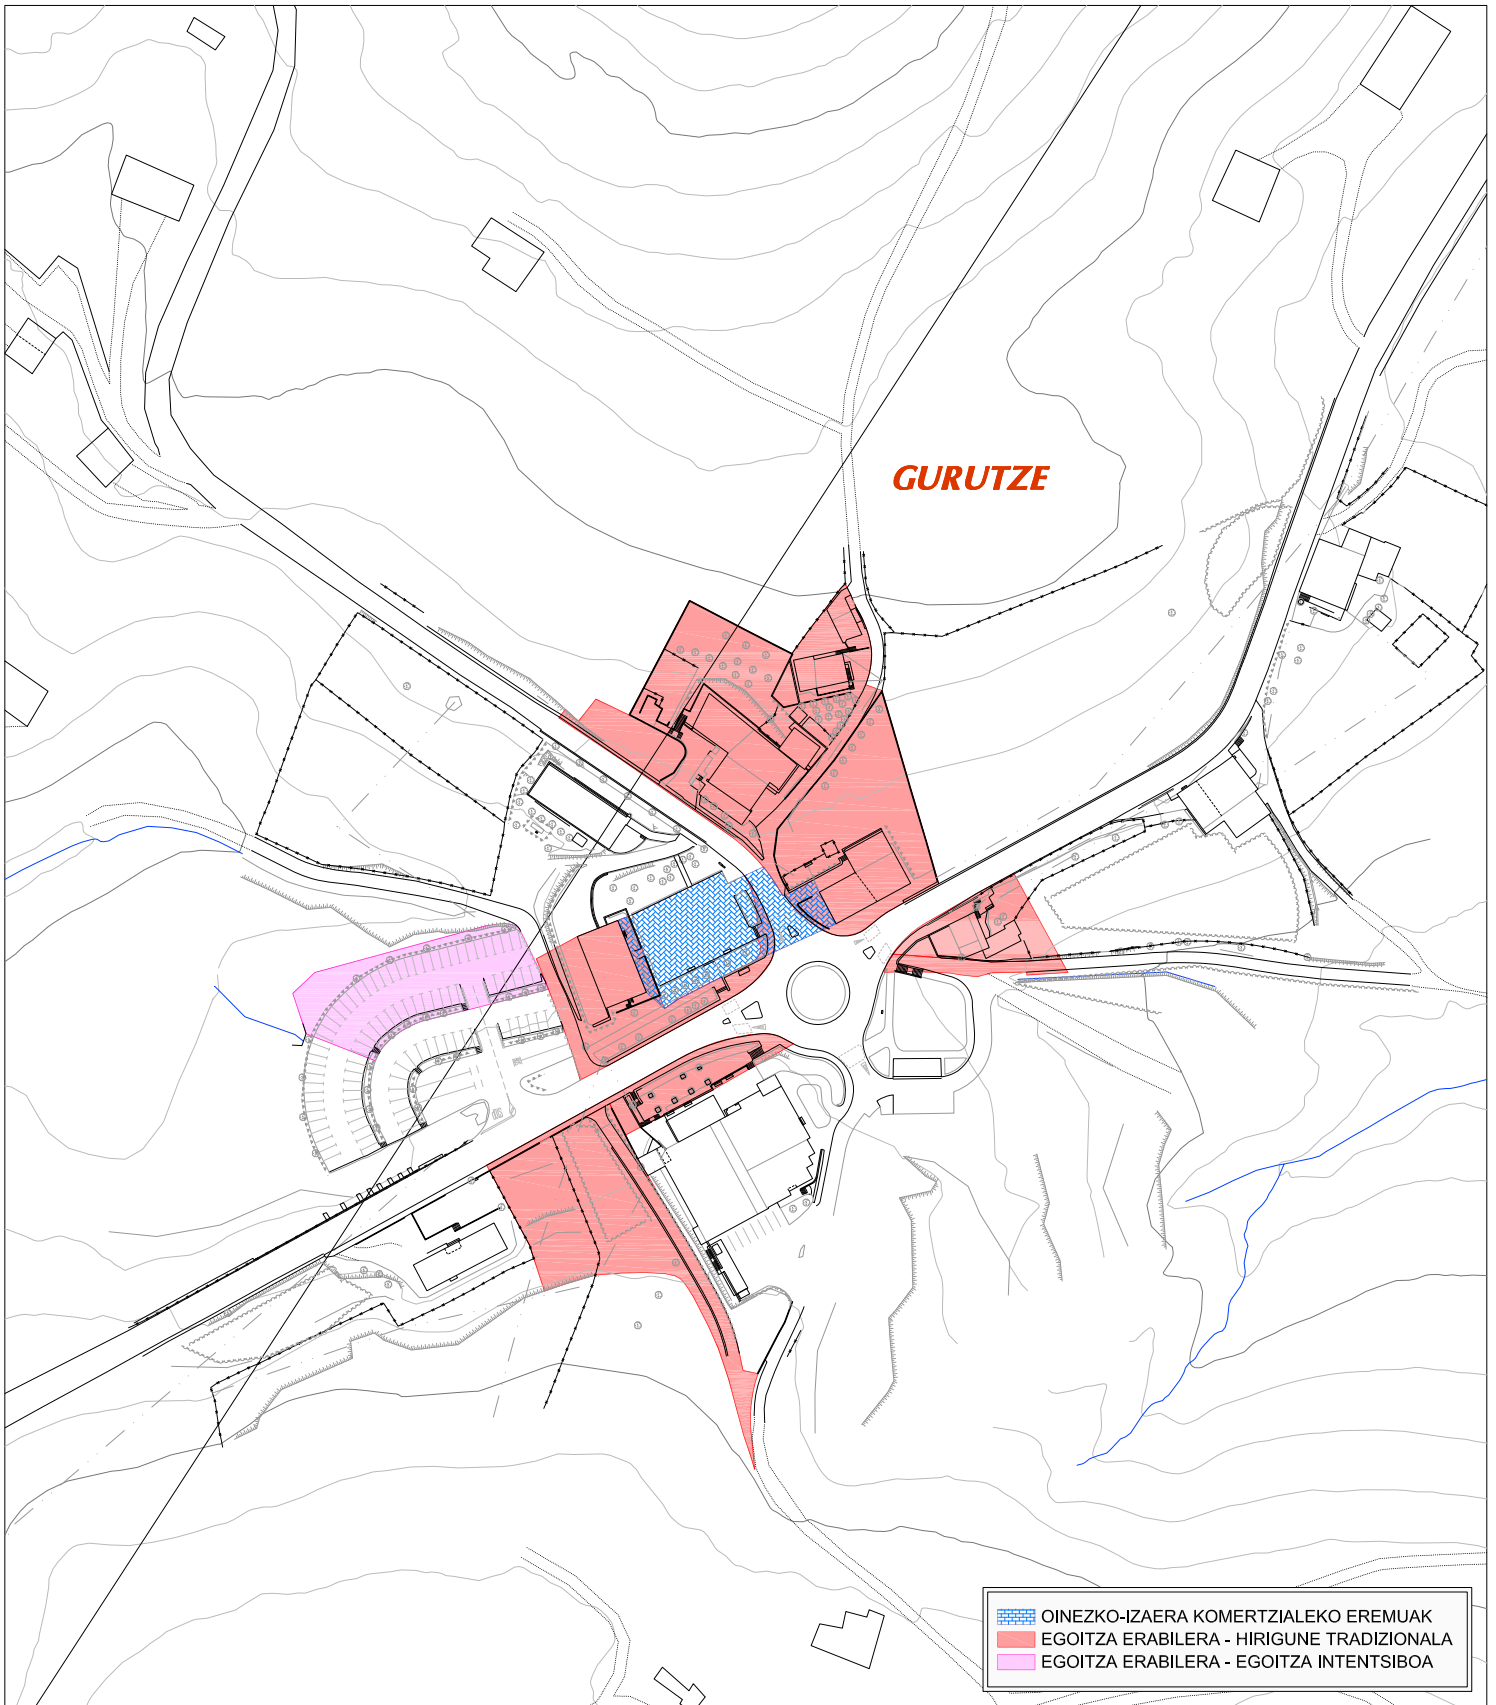 GURUTZE
OINEZKO-IZAERA KOMERTZIALEKO EREMUAK
EGOITZA ERABILERA - HIRIGUNE TRADIZIONALA
EGOITZA ERABILERA - EGOITZA INTENTSIBOA